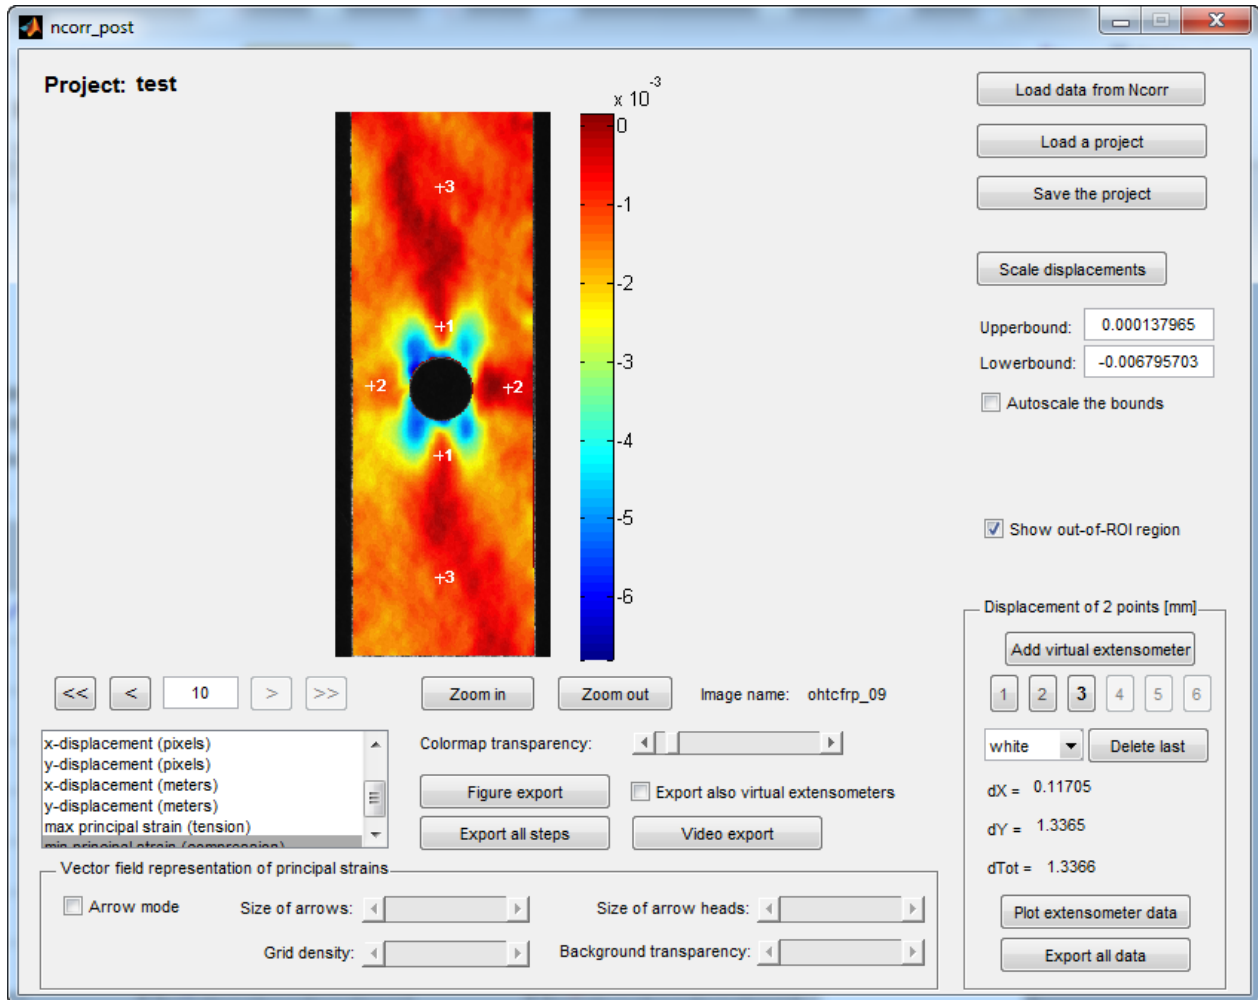 ncorr_post
Project: test
x 10
-3
0
-1
-2
-3
-4
-5
-6
+3
+1
+2
+2
+1
+3
Load data from Ncorr
Load a project
Save the project
Scale displacements
Upperbound: 0.000137965
Lowerbound: -0.006795703
Autoscale the bounds
Show out-of-ROI region
<< < 10 > >>
Zoom in Zoom out Image name: ohtcfrp_09
x-displacement (pixels)
y-displacement (pixels)
x-displacement (meters)
y-displacement (meters)
max principal strain (tension)
min principal strain (compression)
Colormap transparency:
Figure export Export also virtual extensometers
Export all steps Video export
Vector field representation of principal strains
Arrow mode Size of arrows: Size of arrow heads:
Grid density: Background transparency:
Displacement of 2 points [mm]
Add virtual extensometer
1 2 3 4 5 6
white Delete last
dX = 0.11705
dY = 1.3365
dTot = 1.3366
Plot extensometer data
Export all data